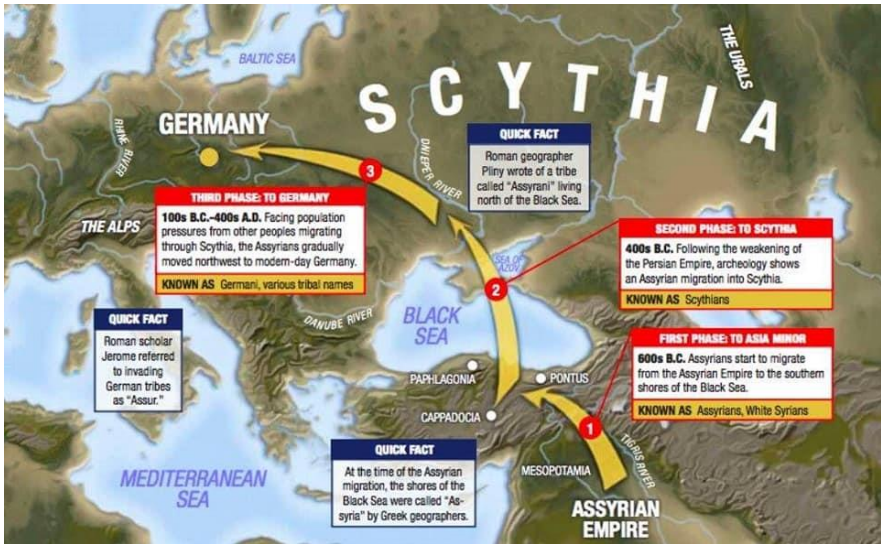 BALTIC SEA
SCYTHIA
THE URALS
GERMANY
RHINE RIVER
DNIEPER RIVER
QUICK FACT
Roman geographer
Pliny wrote of a tribe
called “Assyrani” living
north of the Black Sea.
3
THIRD PHASE: TO GERMANY
100s B.C.–400s A.D. Facing population
pressures from other peoples migrating
through Scythia, the Assyrians gradually
moved northwest to modern-day Germany.
KNOWN AS Germani, various tribal names
THE ALPS
SECOND PHASE: TO SCYTHIA
400s B.C. Following the weakening of
the Persian Empire, archeology shows
an Assyrian migration into Scythia.
KNOWN AS Scythians
SEA OF
AZOV
2
BLACK
SEA
DANUBE RIVER
QUICK FACT
Roman scholar
Jerome referred
to invading
German tribes
as “Assur.”
FIRST PHASE: TO ASIA MINOR
600s B.C. Assyrians start to migrate
from the Assyrian Empire to the southern
shores of the Black Sea.
KNOWN AS Assyrians, White Syrians
PAPHLAGONIA
PONTUS
CAPPADOCIA
1
TIGRIS RIVER
QUICK FACT
At the time of the Assyrian
migration, the shores of the
Black Sea were called “As-
syria” by Greek geographers.
MESOPOTAMIA
MEDITERRANEAN
SEA
ASSYRIAN
EMPIRE